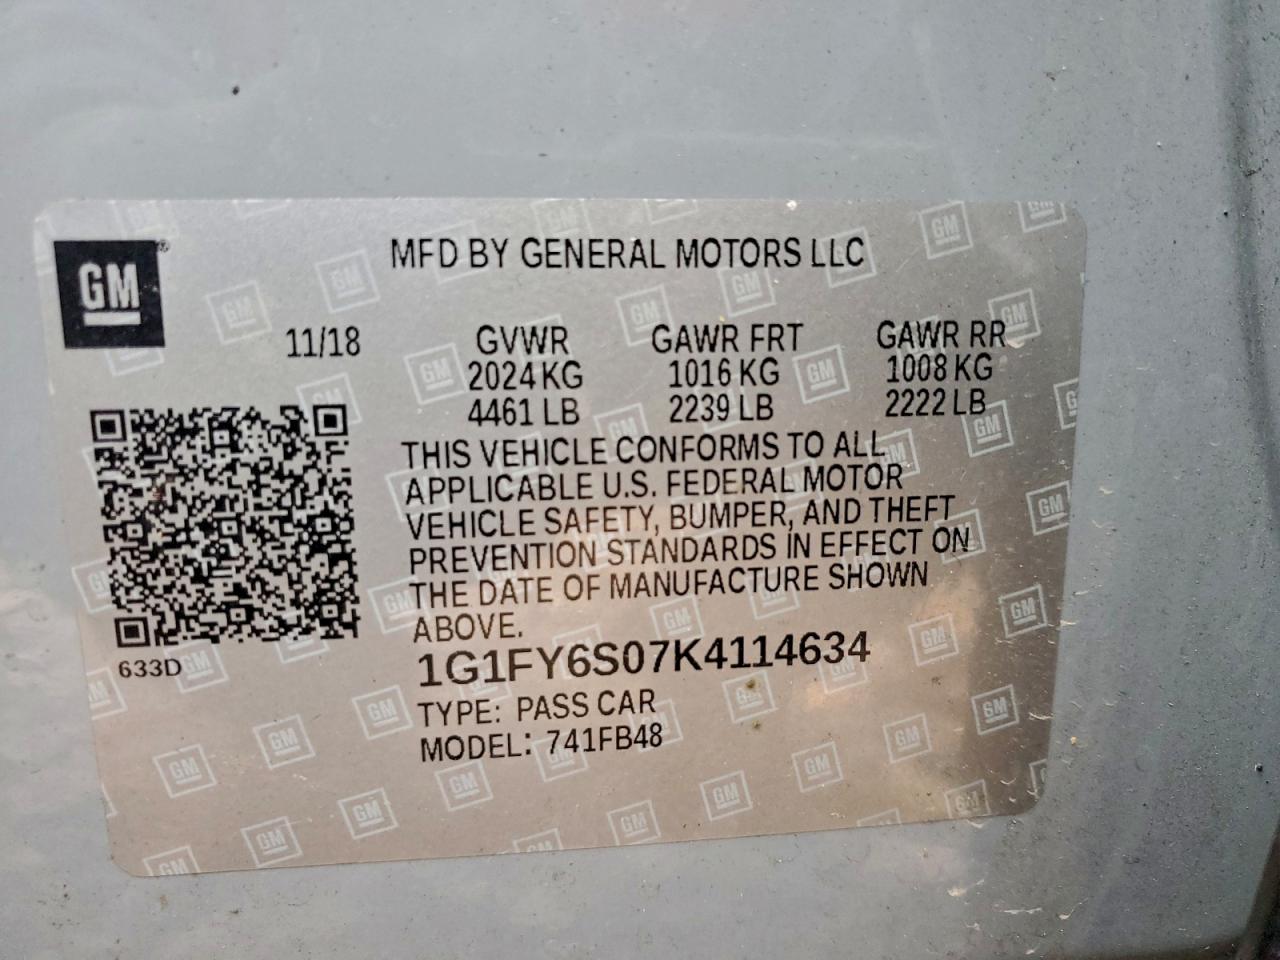 GM®
MFD BY GENERAL MOTORS LLC
11/18 GVWR GAWR FRT GAWR RR
2024 KG 1016 KG 1008 KG
4461 LB 2239 LB 2222 LB
THIS VEHICLE CONFORMS TO ALL
APPLICABLE U.S. FEDERAL MOTOR
VEHICLE SAFETY, BUMPER, AND THEFT
PREVENTION STANDARDS IN EFFECT ON
THE DATE OF MANUFACTURE SHOWN
ABOVE.
633D
1G1FY6S07K4114634
TYPE: PASS CAR
MODEL: 741FB48